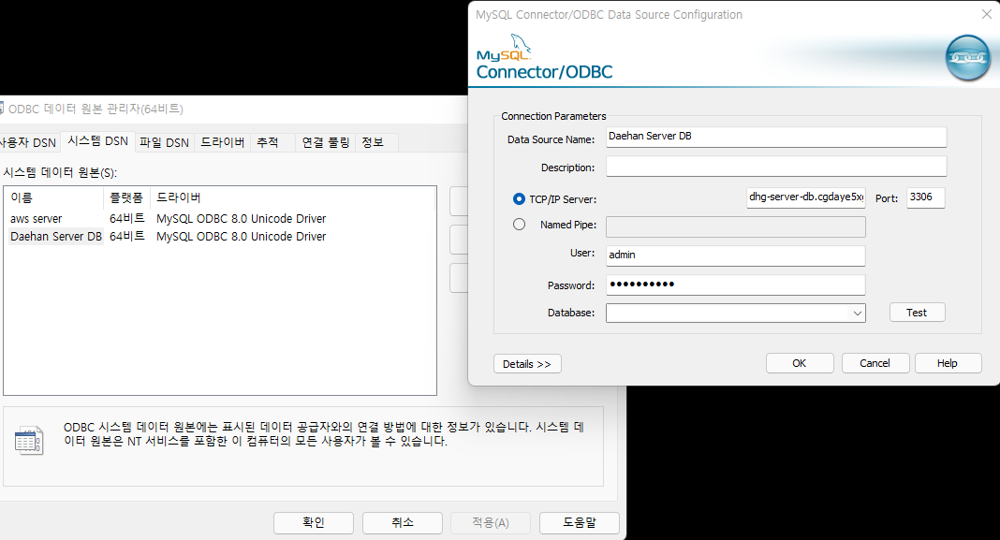 MySQL Connector/ODBC Data Source Configuration
MySQL
Connector/ODBC
Connection Parameters
Data Source Name: Daehan Server DB
Description:
TCP/IP Server: dhg-server-db.cgdaye5x Port: 3306
Named Pipe:
User: admin
Password: ●●●●●●●●●●
Database:
Test
Details >>
OK
Cancel
Help
ODBC 데이터 원본 관리자(64비트)
사용자 DSN 시스템 DSN 파일 DSN 드라이버 추적 연결 풀링 정보
시스템 데이터 원본(S):
이름 플랫폼 드라이버
aws server 64비트 MySQL ODBC 8.0 Unicode Driver
Daehan Server DB 64비트 MySQL ODBC 8.0 Unicode Driver
ODBC 시스템 데이터 원본에는 표시된 데이터 공급자와의 연결 방법에 대한 정보가 있습니다. 시스템 데
이터 원본은 NT 서비스를 포함한 이 컴퓨터의 모든 사용자가 볼 수 있습니다.
확인
취소
적용(A)
도움말